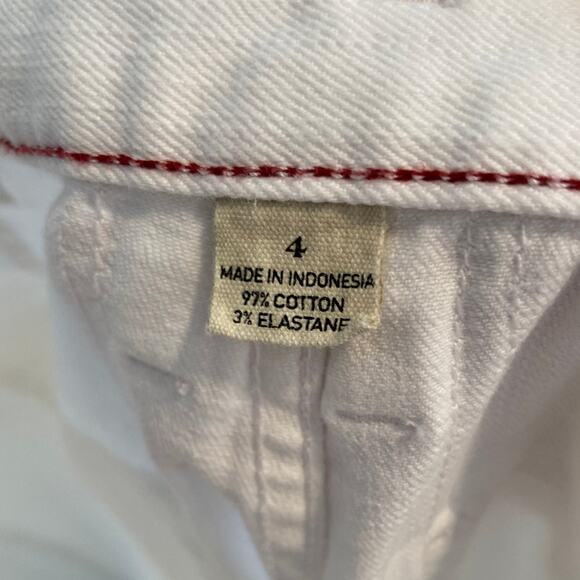 4
MADE IN INDONESIA
97% COTTON
3% ELASTANE